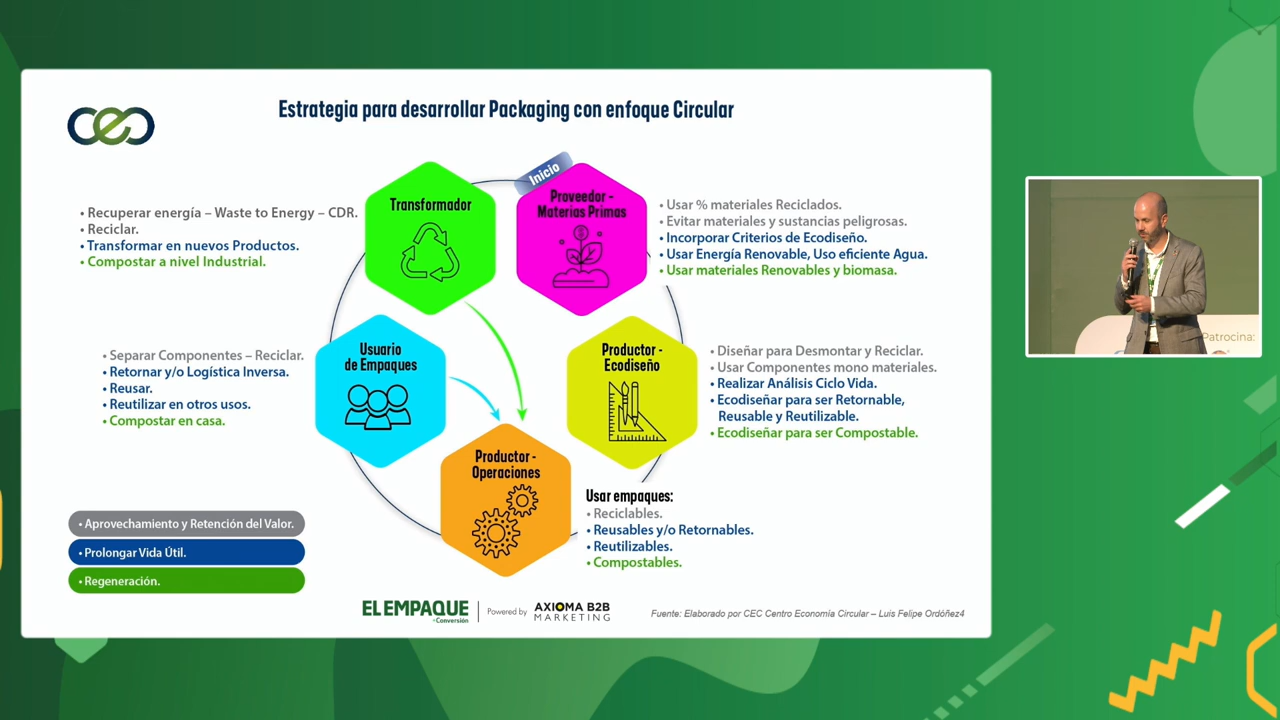 Estrategia para desarrollar Packaging con enfoque Circular
Inicio
Transformador
• Recuperar energía – Waste to Energy – CDR.
• Reciclar.
• Transformar en nuevos Productos.
• Compostar a nivel Industrial.
Proveedor –
Materias Primas
• Usar % materiales Reciclados.
• Evitar materiales y sustancias peligrosas.
• Incorporar Criterios de Ecodiseño.
• Usar Energía Renovable, Uso eficiente Agua.
• Usar materiales Renovables y biomasa.
Usuario
de Empaques
• Separar Componentes – Reciclar.
• Retornar y/o Logística Inversa.
• Reusar.
• Reutilizar en otros usos.
• Compostar en casa.
Productor -
Ecodiseño
• Diseñar para Desmontar y Reciclar.
• Usar Componentes mono materiales.
• Realizar Análisis Ciclo Vida.
• Ecodiseñar para ser Retornable,
Reusable y Reutilizable.
• Ecodiseñar para ser Compostable.
Productor -
Operaciones
Usar empaques:
• Reciclables.
• Reusables y/o Retornables.
• Reutilizables.
• Compostables.
• Aprovechamiento y Retención del Valor.
• Prolongar Vida Útil.
• Regeneración.
EL EMPAQUE
+Conversión
Powered by
AXIOMA B2B
MARKETING
Fuente: Elaborado por CEC Centro Economía Circular – Luis Felipe Ordóñez4
Patrocina: